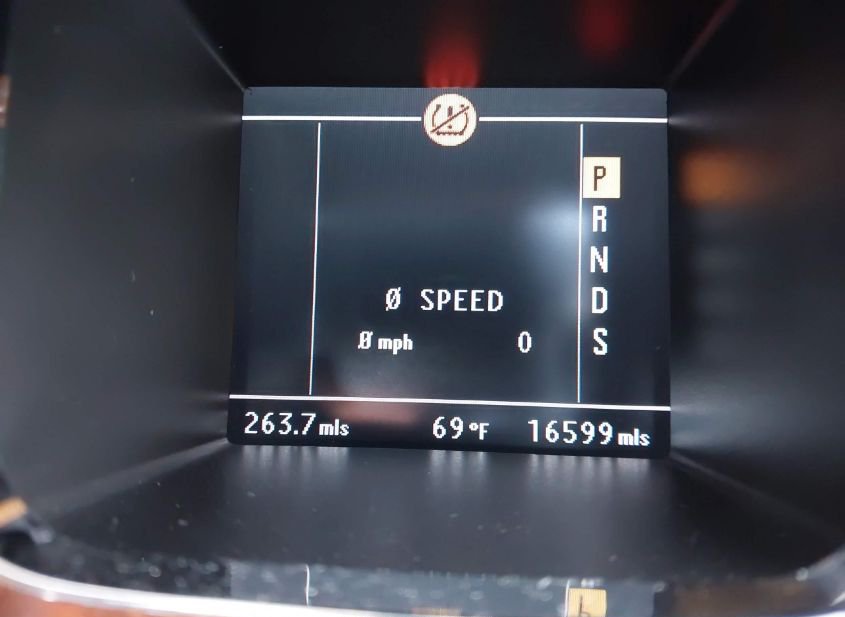 P
R
N
D
S
Ø SPEED
Ø mph 0
263.7 mls 69°F 16599 mls